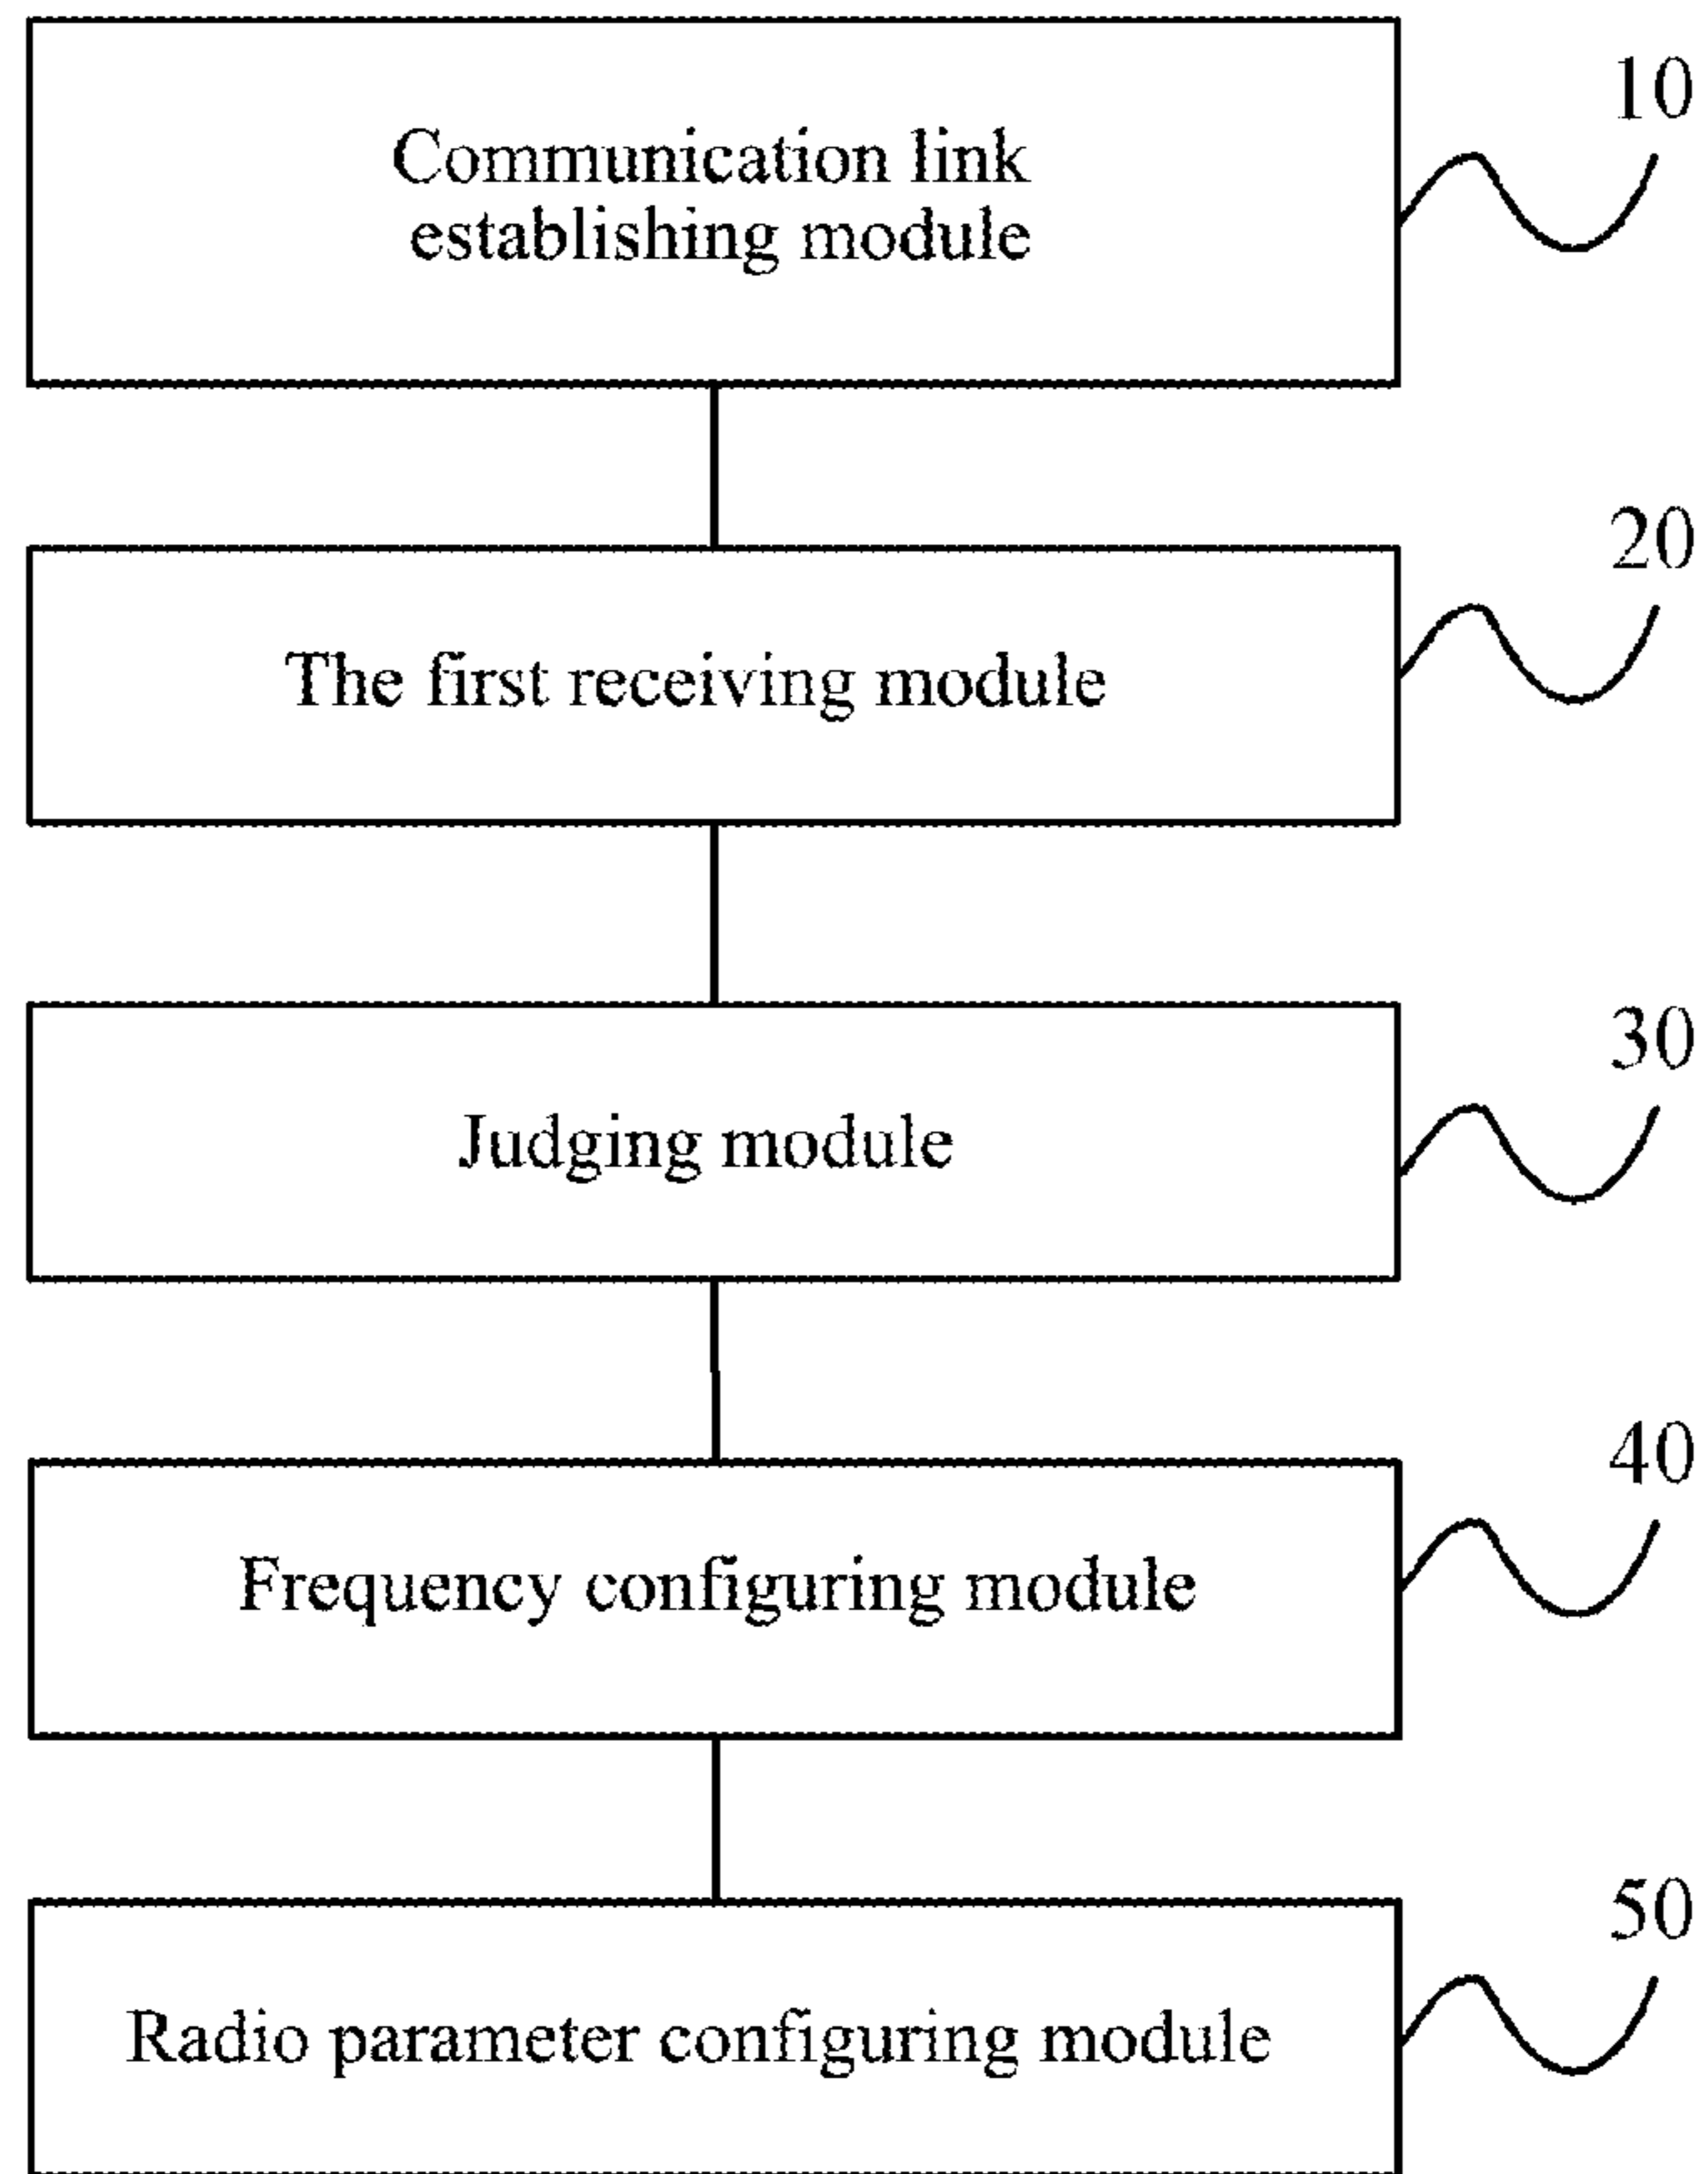 10
Communication link
establishing module
20
The first receiving module
30
Judging module
40
Frequency configuring module
50
Radio parameter configuring module